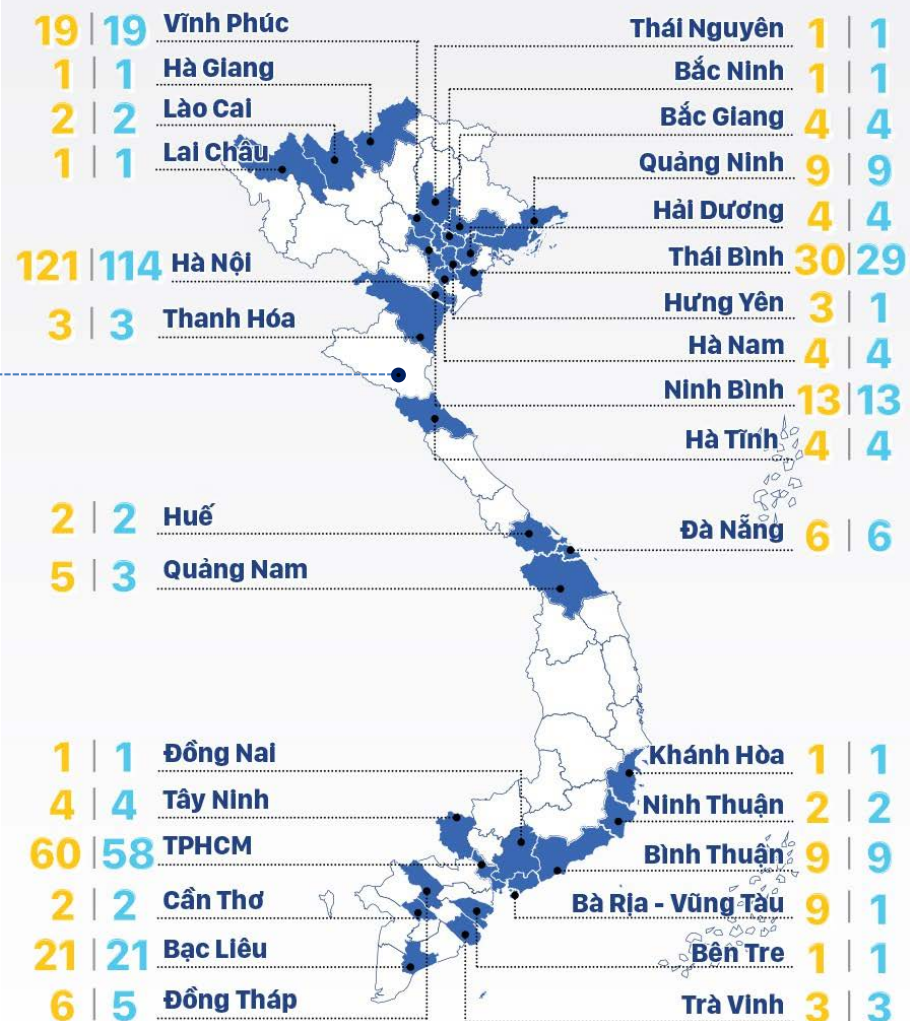 19 | 19 Vĩnh Phúc
1 | 1 Hà Giang
2 | 2 Lào Cai
1 | 1 Lai Châu
121 | 114 Hà Nội
3 | 3 Thanh Hóa
2 | 2 Huế
5 | 3 Quảng Nam
1 | 1 Đồng Nai
4 | 4 Tây Ninh
60 | 58 TPHCM
2 | 2 Cần Thơ
21 | 21 Bạc Liêu
6 | 5 Đồng Tháp
Thái Nguyên 1 | 1
Bắc Ninh 1 | 1
Bắc Giang 4 | 4
Quảng Ninh 9 | 9
Hải Dương 4 | 4
Thái Bình 30 | 29
Hưng Yên 3 | 1
Hà Nam 4 | 4
Ninh Bình 13 | 13
Hà Tĩnh 4 | 4
Đà Nẵng 6 | 6
Khánh Hòa 1 | 1
Ninh Thuận 2 | 2
Bình Thuận 9 | 9
Bà Rịa - Vũng Tàu 9 | 1
Bến Tre 1 | 1
Trà Vinh 3 | 3